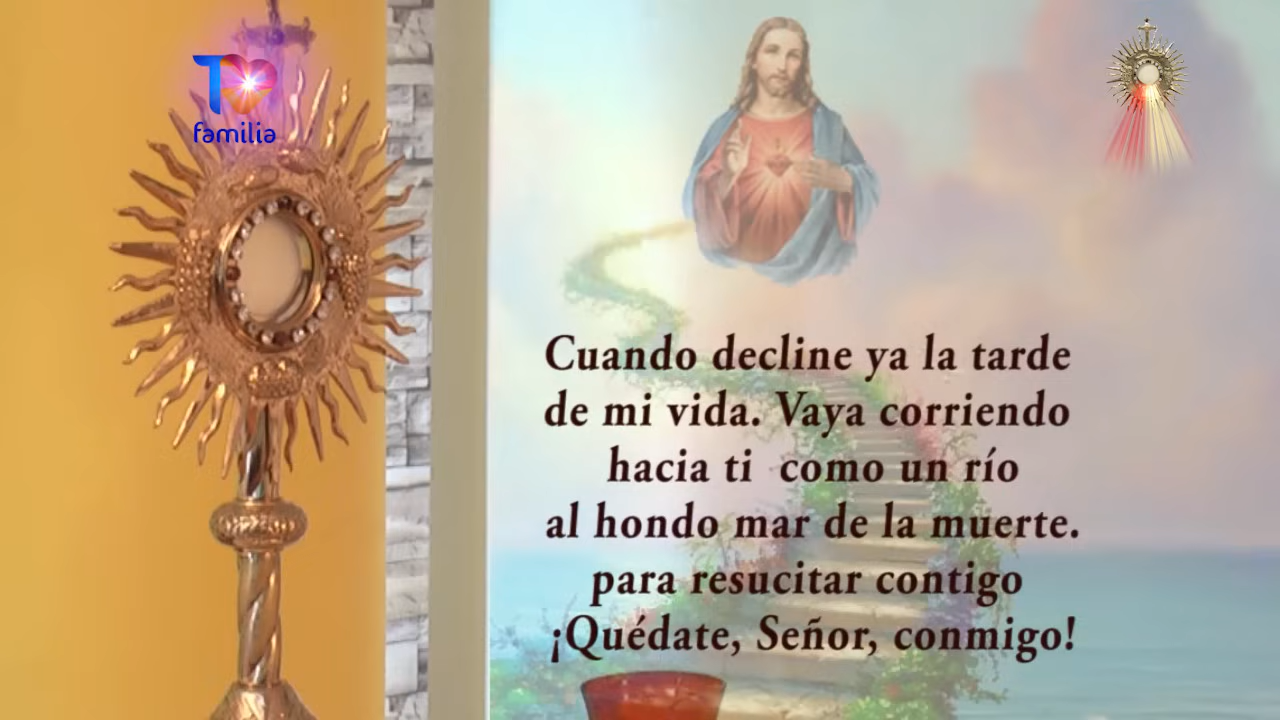 TO
familia
Cuando decline ya la tarde
de mi vida. Vaya corriendo
hacia ti como un río
al hondo mar de la muerte.
para resucitar contigo
¡Quédate, Señor, conmigo!